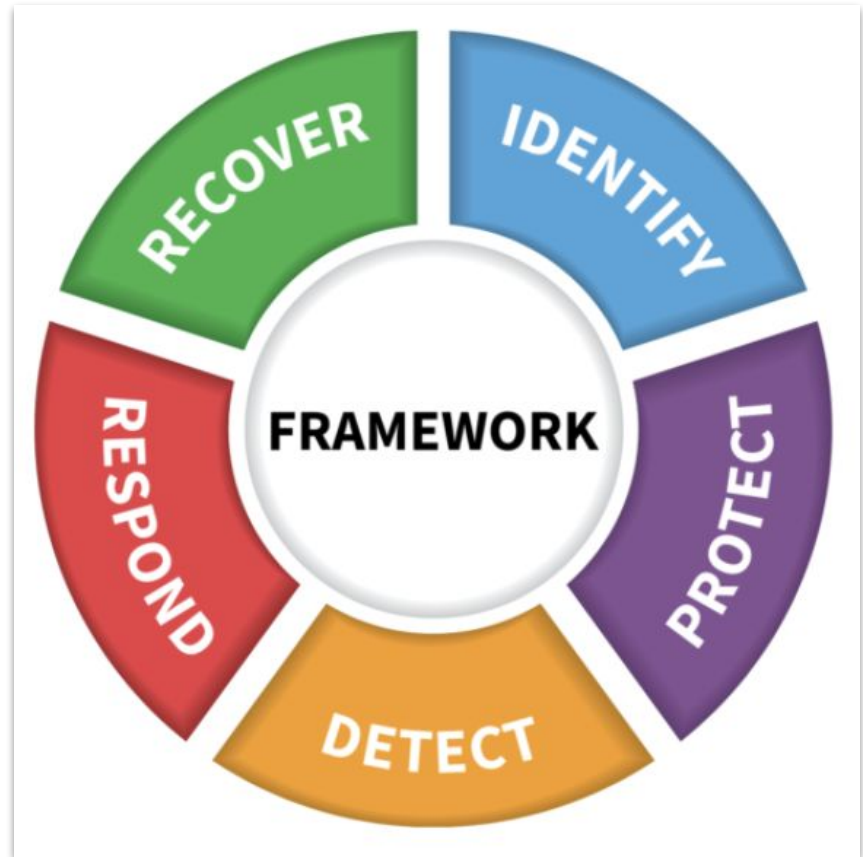 IDENTIFY
PROTECT
DETECT
RESPOND
RECOVER
FRAMEWORK